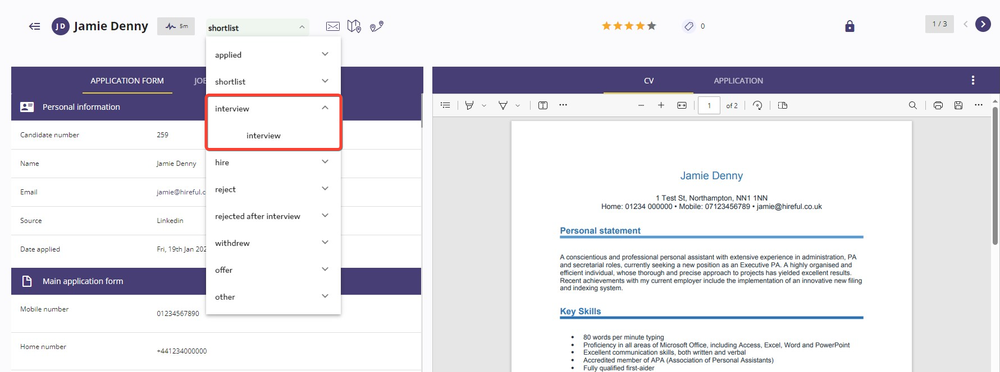 JD Jamie Denny 5m shortlist 0 1 / 3
applied
shortlist
interview
interview
hire
reject
rejected after interview
withdrew
offer
other
APPLICATION FORM
Personal information
Candidate number 259
Name Jamie Denny
Email jamie@hireful.c
Source Linkedin
Date applied Fri, 19th Jan 202
Main application form
Mobile number 01234567890
Home number +441234000000
CV APPLICATION
T 1 of 2
Jamie Denny
1 Test St, Northampton, NN1 1NN
Home: 01234 000000 • Mobile: 07123456789 • jamie@hireful.co.uk
Personal statement
A conscientious and professional personal assistant with extensive experience in administration, PA
and secretarial roles, currently seeking a new position as an Executive PA. A highly organised and
efficient individual, whose thorough and precise approach to projects has yielded excellent results.
Recent achievements with my current employer include the implementation of an innovative new filing
and indexing system.
Key Skills
• 80 words per minute typing
• Proficiency in all areas of Microsoft Office, including Access, Excel, Word and PowerPoint
• Excellent communication skills, both written and verbal
• Accredited member of APA (Association of Personal Assistants)
• Fully qualified first-aider